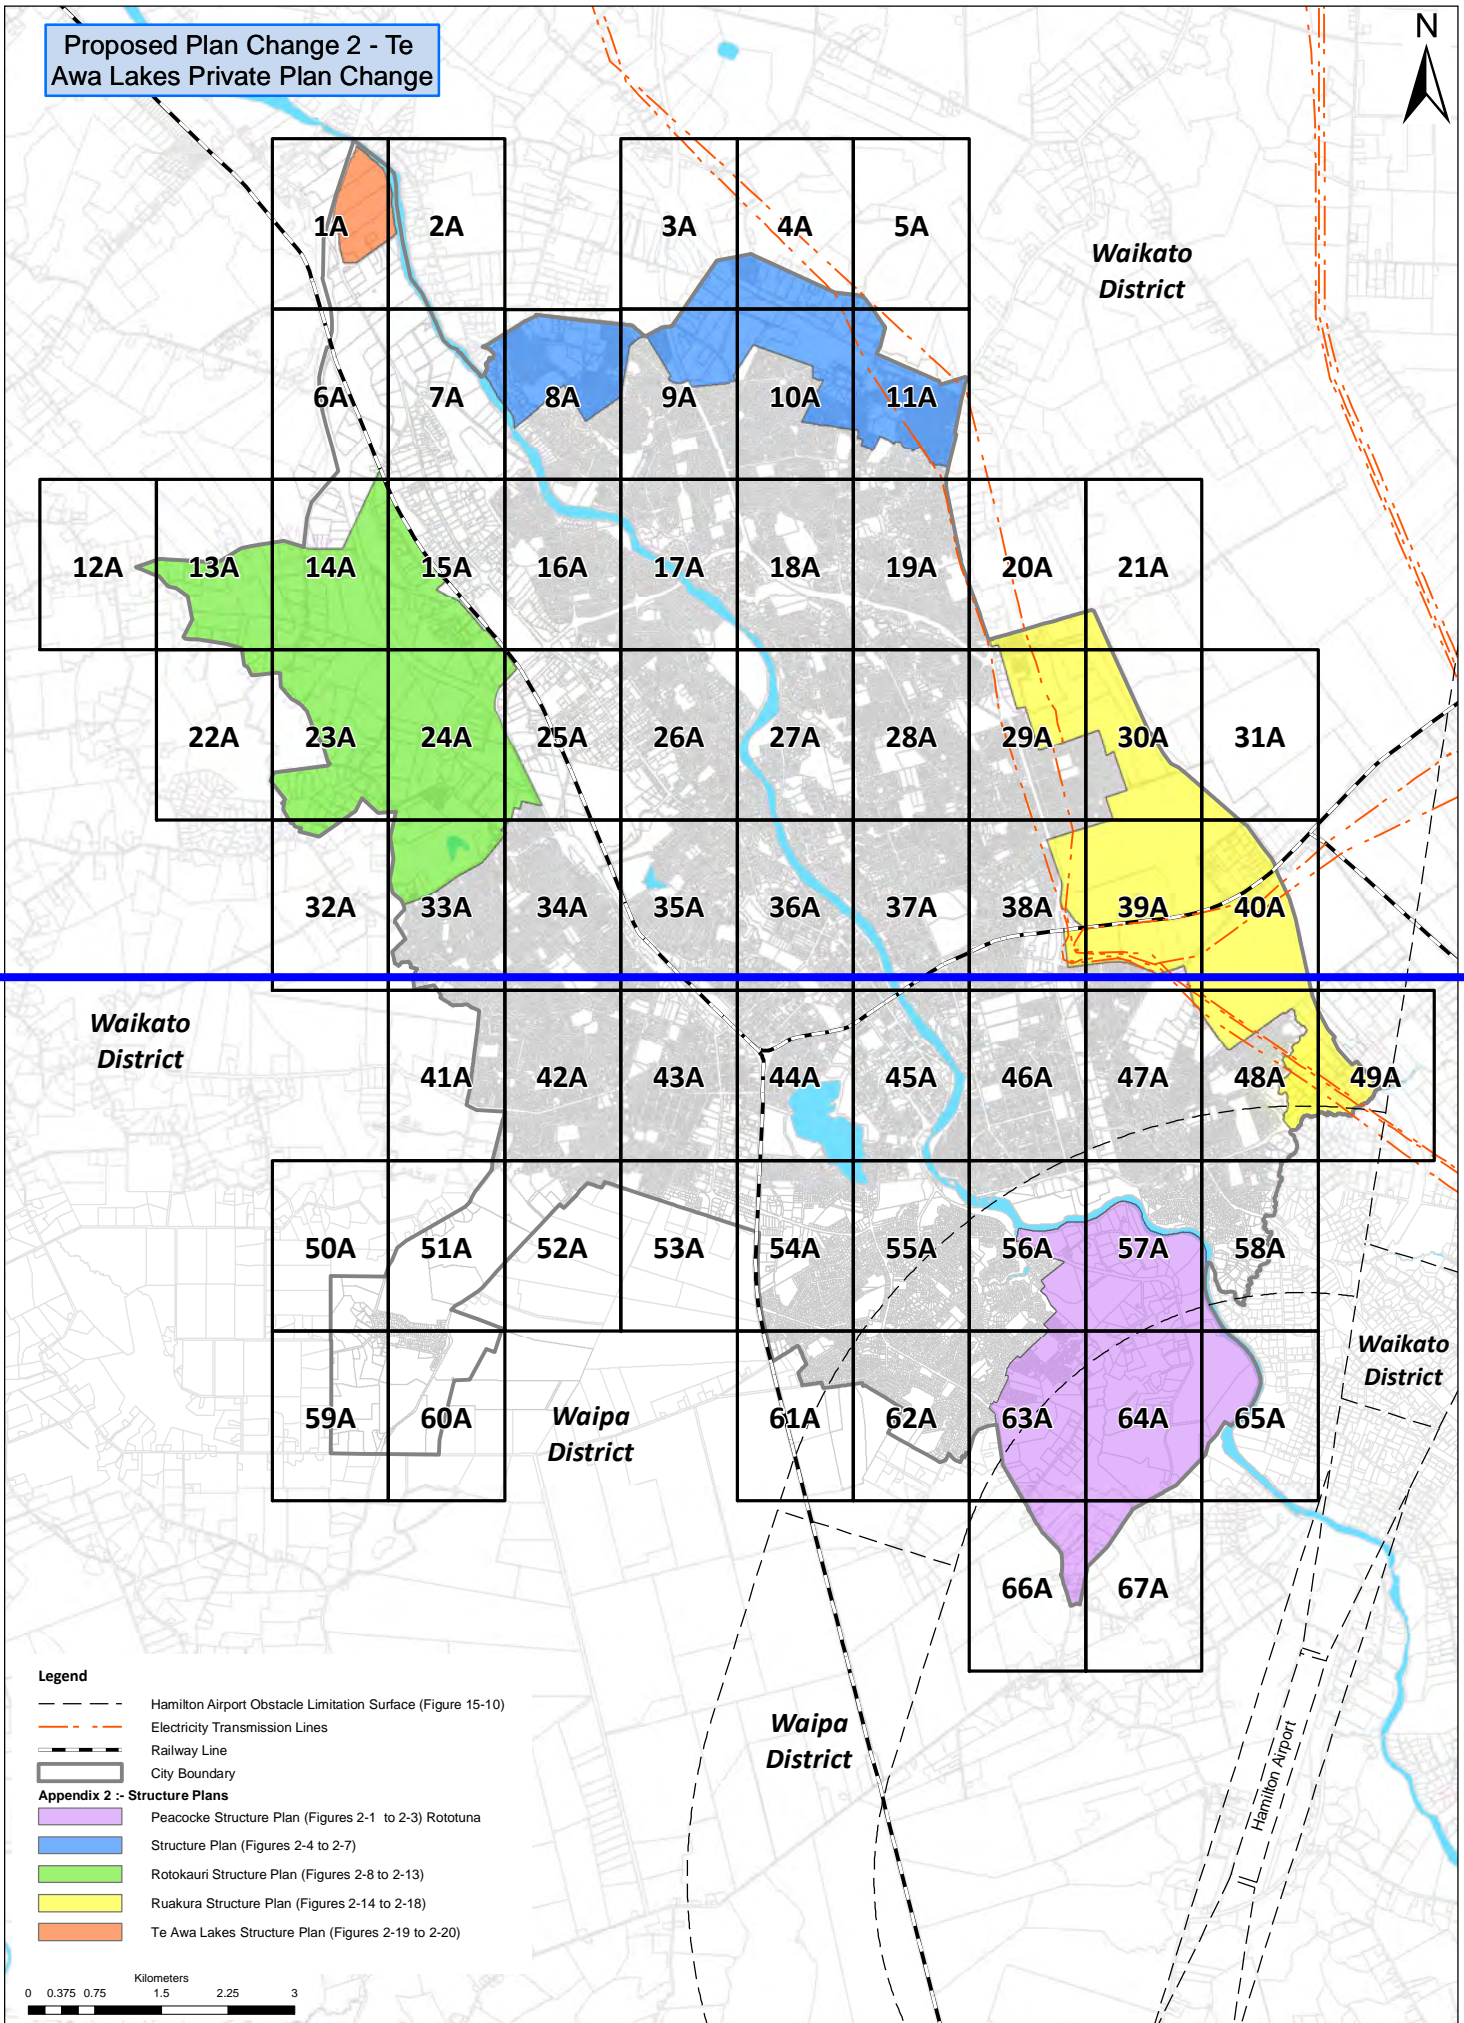 Proposed Plan Change 2 - Te
Awa Lakes Private Plan Change
N
1A
2A
3A
4A
5A
Waikato
District
6A
7A
8A
9A
10A
11A
12A
13A
14A
15A
16A
17A
18A
19A
20A
21A
22A
23A
24A
25A
26A
27A
28A
29A
30A
31A
32A
33A
34A
35A
36A
37A
38A
39A
40A
Waikato
District
41A
42A
43A
44A
45A
46A
47A
48A
49A
50A
51A
52A
53A
54A
55A
56A
57A
58A
Waikato
District
59A
60A
Waipa
District
61A
62A
63A
64A
65A
66A
67A
Waipa
District
Hamilton Airport
Legend
Hamilton Airport Obstacle Limitation Surface (Figure 15-10)
Electricity Transmission Lines
Railway Line
City Boundary
Appendix 2 :- Structure Plans
Peacocke Structure Plan (Figures 2-1 to 2-3) Rototuna
Structure Plan (Figures 2-4 to 2-7)
Rotokauri Structure Plan (Figures 2-8 to 2-13)
Ruakura Structure Plan (Figures 2-14 to 2-18)
Te Awa Lakes Structure Plan (Figures 2-19 to 2-20)
Kilometers
0 0.375 0.75 1.5 2.25 3